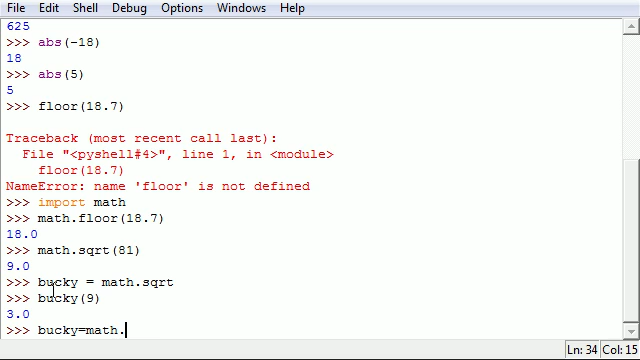 File Edit Shell Debug Options Windows Help
625
>>> abs(-18)
18
>>> abs(5)
5
>>> floor(18.7)
Traceback (most recent call last):
  File "<pyshell#4>", line 1, in <module>
    floor(18.7)
NameError: name 'floor' is not defined
>>> import math
>>> math.floor(18.7)
18.0
>>> math.sqrt(81)
9.0
>>> bucky = math.sqrt
>>> bucky(9)
3.0
>>> bucky=math.
Ln: 34 Col: 15